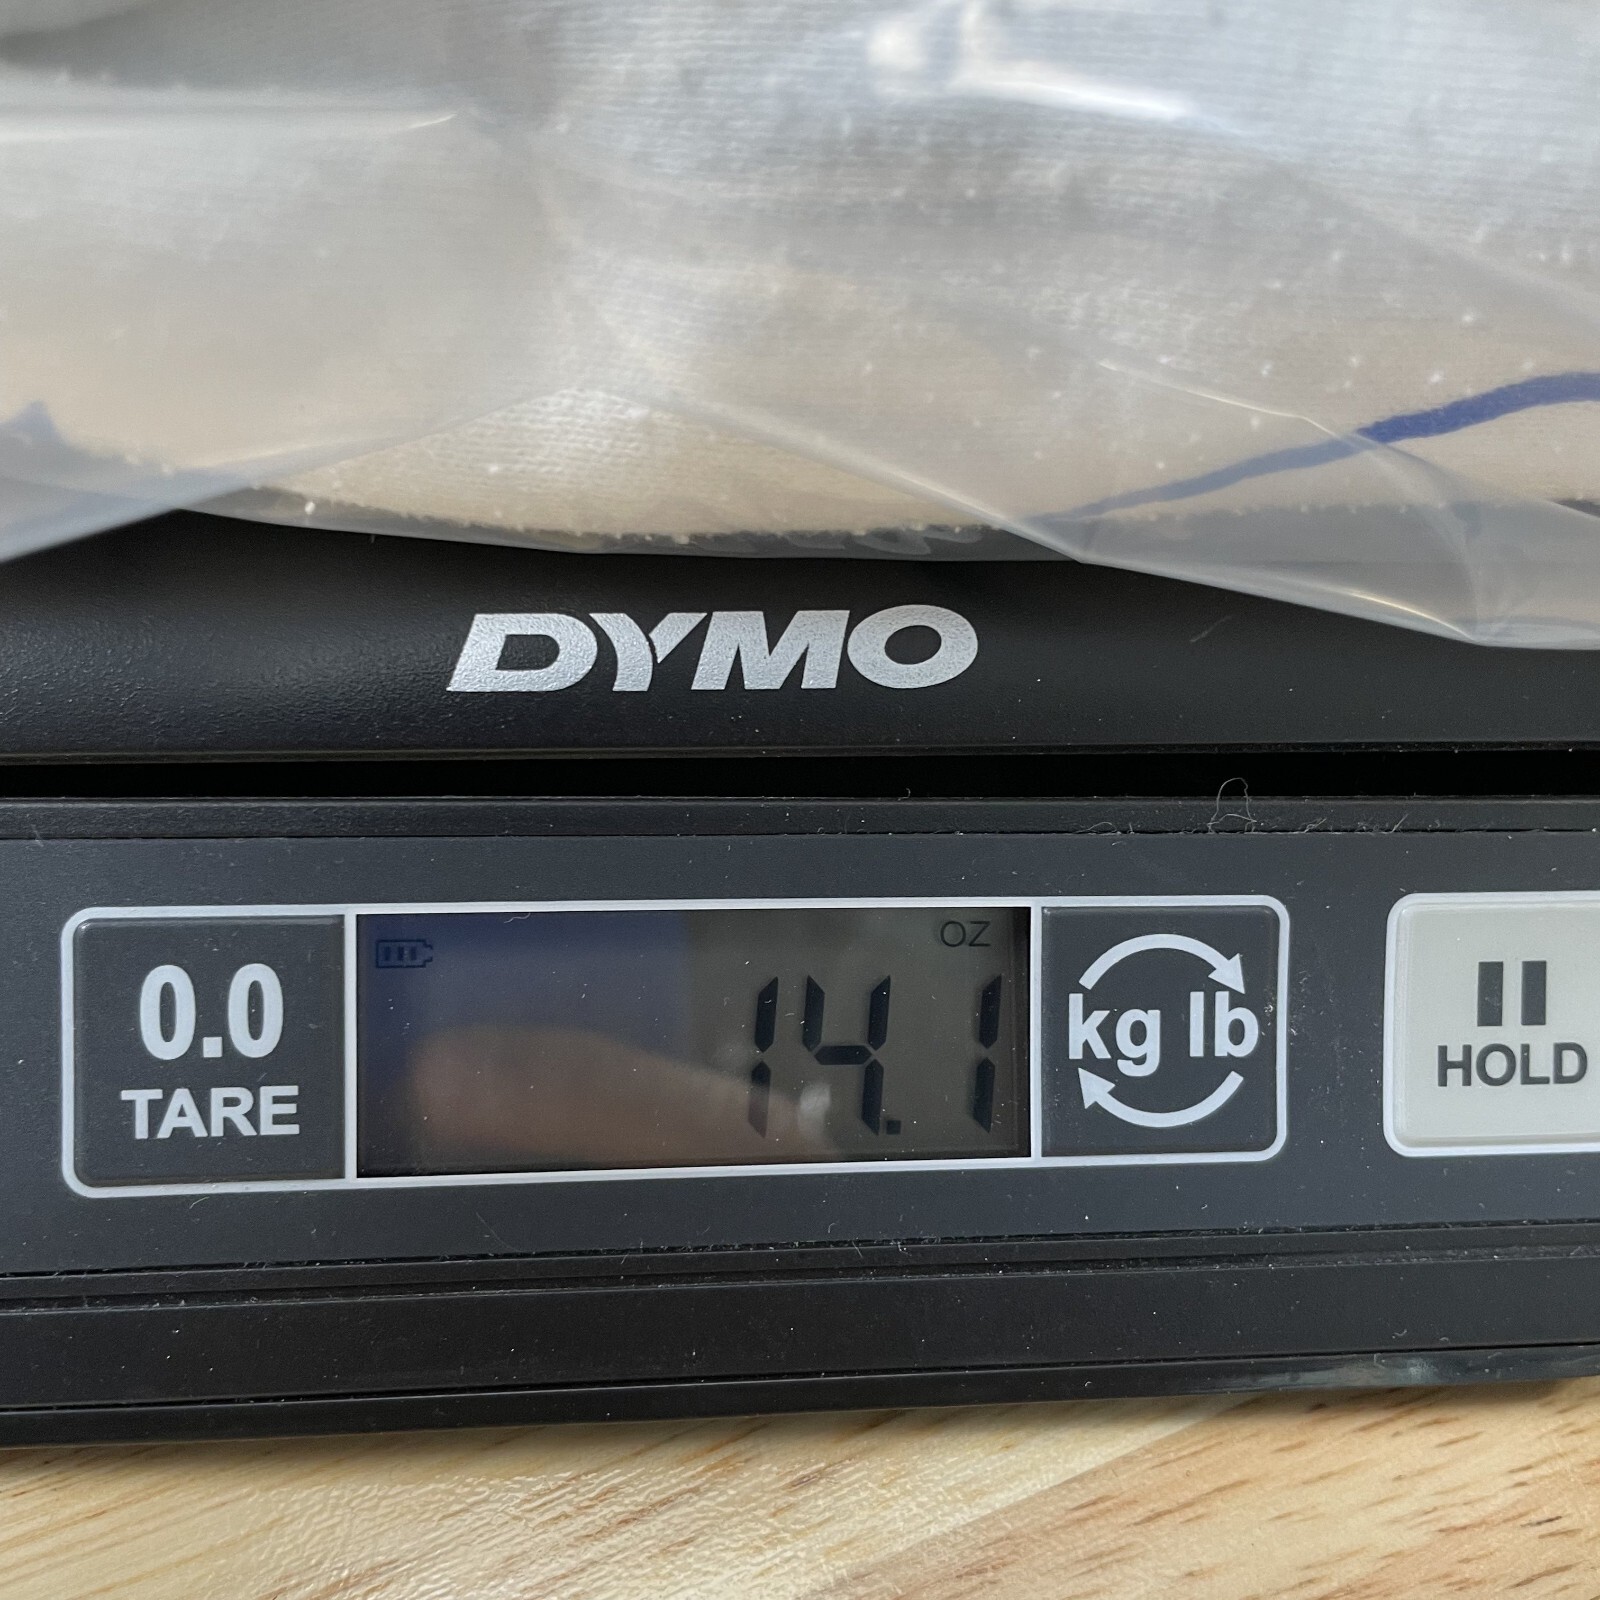 DYMO
0.0
TARE
OZ
14.1
kg lb
HOLD